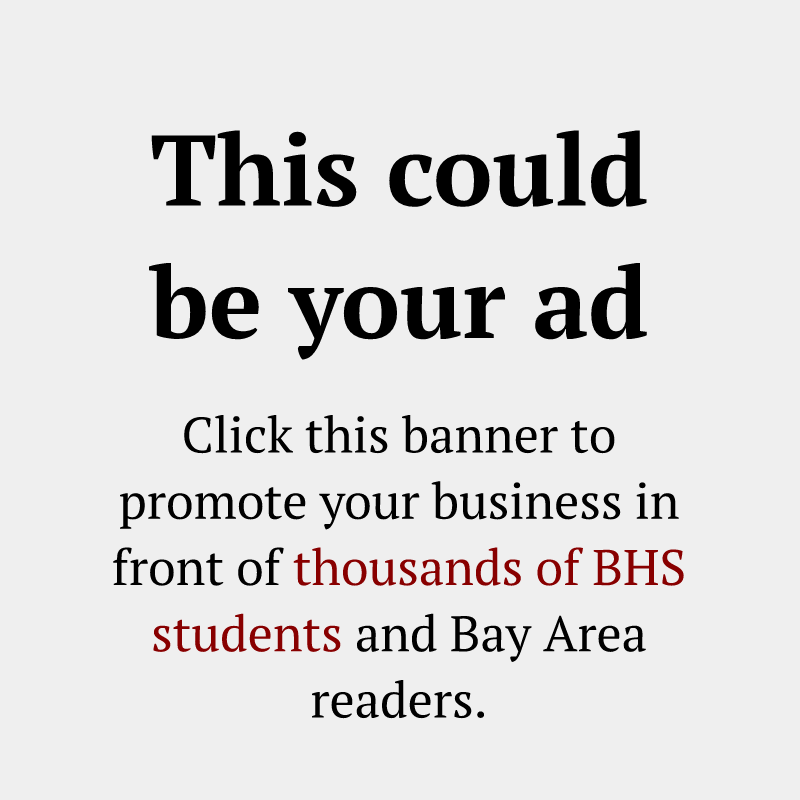 This could
be your ad
Click this banner to
promote your business in
front of thousands of BHS
students and Bay Area
readers.